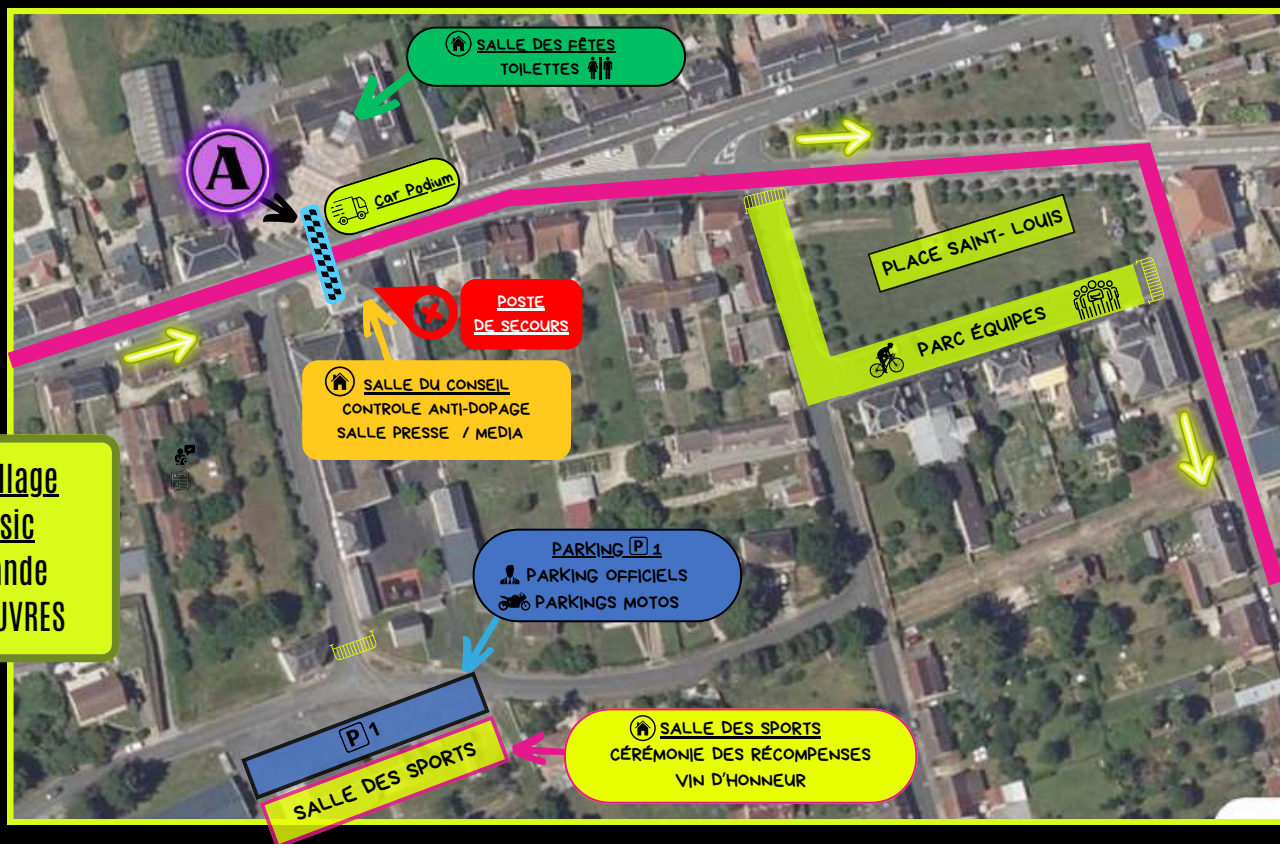 SALLE DES FÊTES
TOILETTES
A
Car Podium
PLACE SAINT- LOUIS
POSTE
DE SECOURS
PARC ÉQUIPES
SALLE DU CONSEIL
CONTROLE ANTI-DOPAGE
SALLE PRESSE / MEDIA
llage
sic
ande
UVRES
PARKING P 1
PARKING OFFICIELS
PARKINGS MOTOS
P 1
SALLE DES SPORTS
SALLE DES SPORTS
CÉRÉMONIE DES RÉCOMPENSES
VIN D'HONNEUR